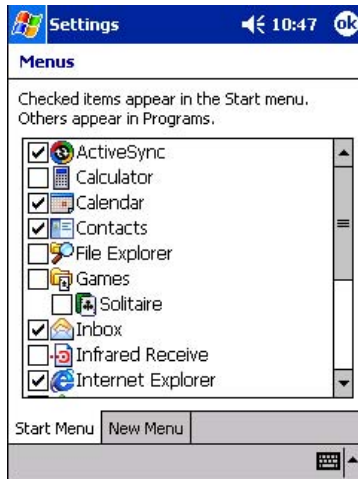 Settings 10:47 ok
Menus
Checked items appear in the Start menu.
Others appear in Programs.
ActiveSync
Calculator
Calendar
Contacts
File Explorer
Games
Solitaire
Inbox
Infrared Receive
Internet Explorer
Start Menu New Menu